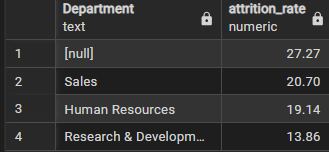 Department attrition_rate
text numeric
1 [null] 27.27
2 Sales 20.70
3 Human Resources 19.14
4 Research & Developm... 13.86